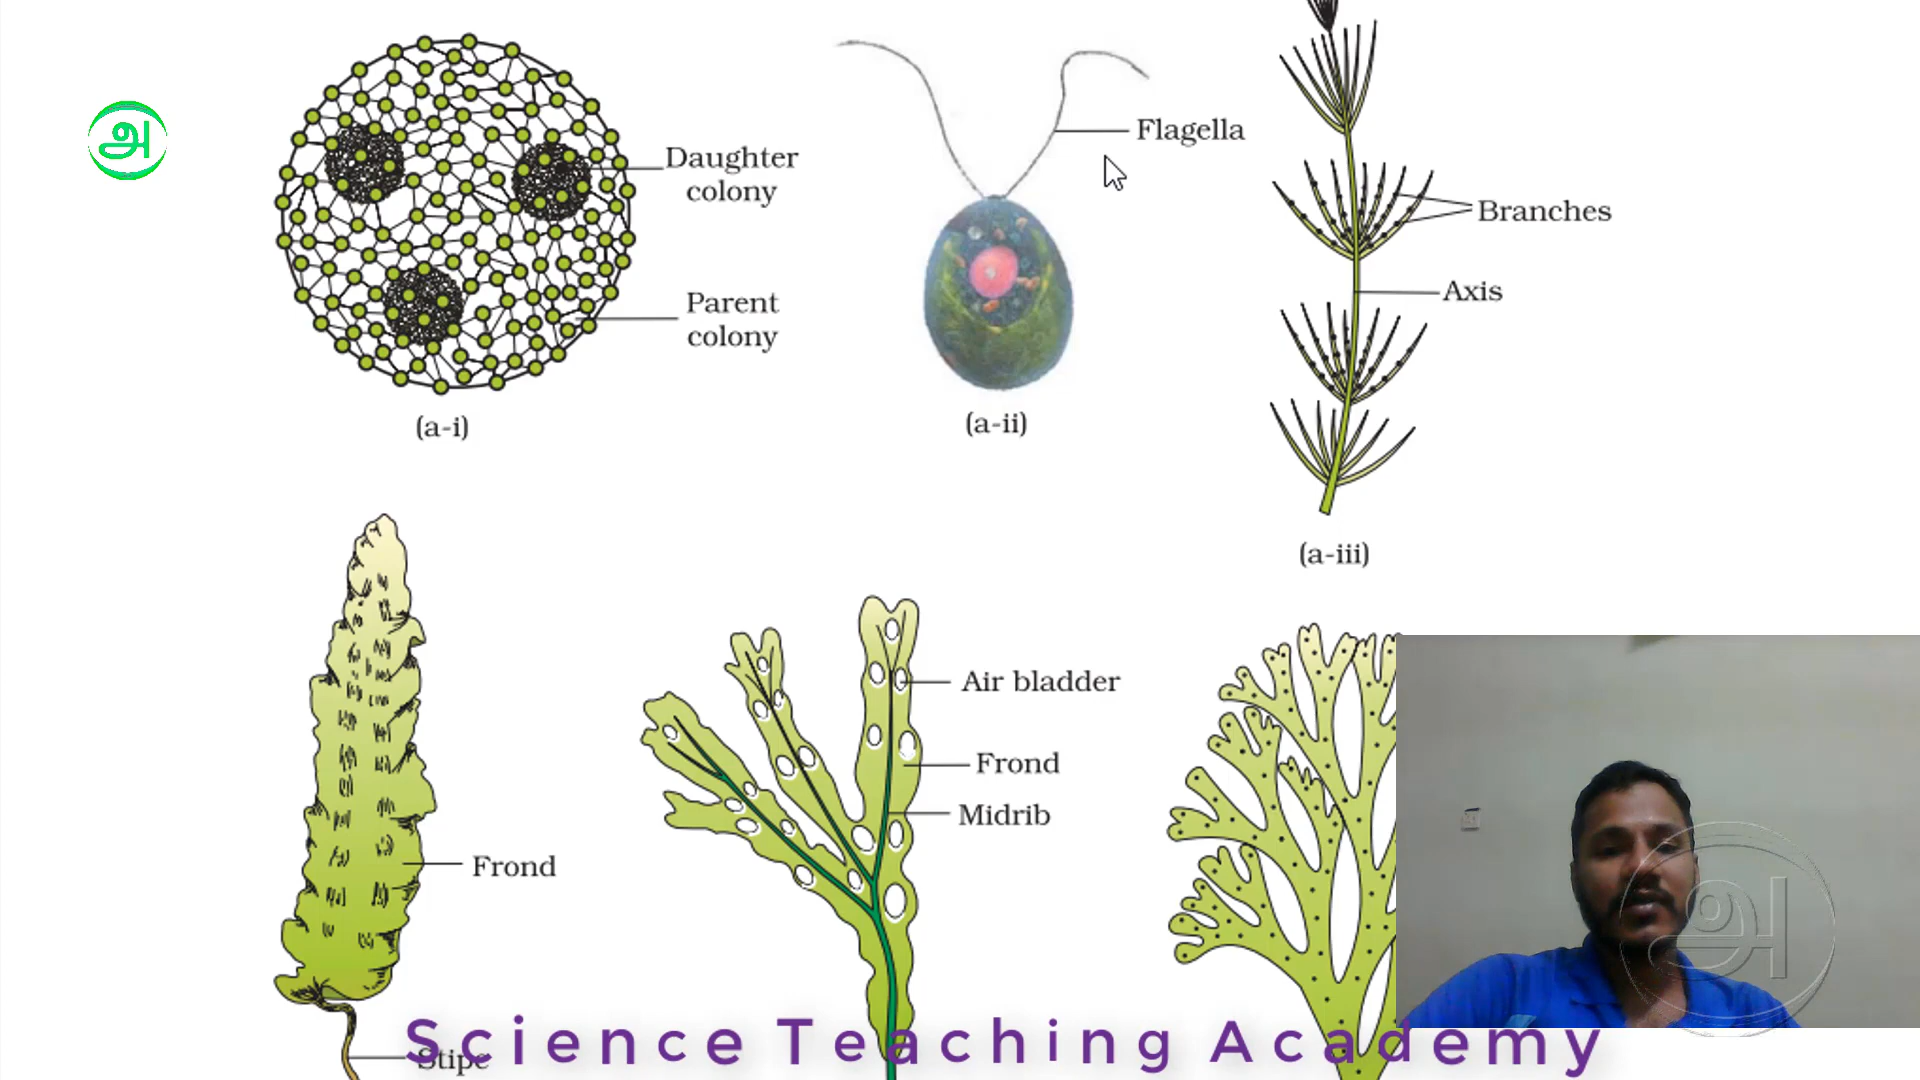 அ
Daughter
colony
Parent
colony
(a-i)
Flagella
(a-ii)
Branches
Axis
(a-iii)
Frond
Stipe
Air bladder
Frond
Midrib
அ
Science Teaching Academy